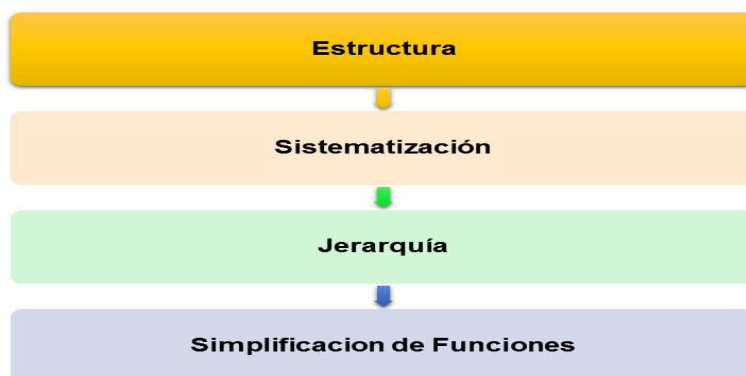 Estructura
Sistematización
Jerarquía
Simplificacion de Funciones